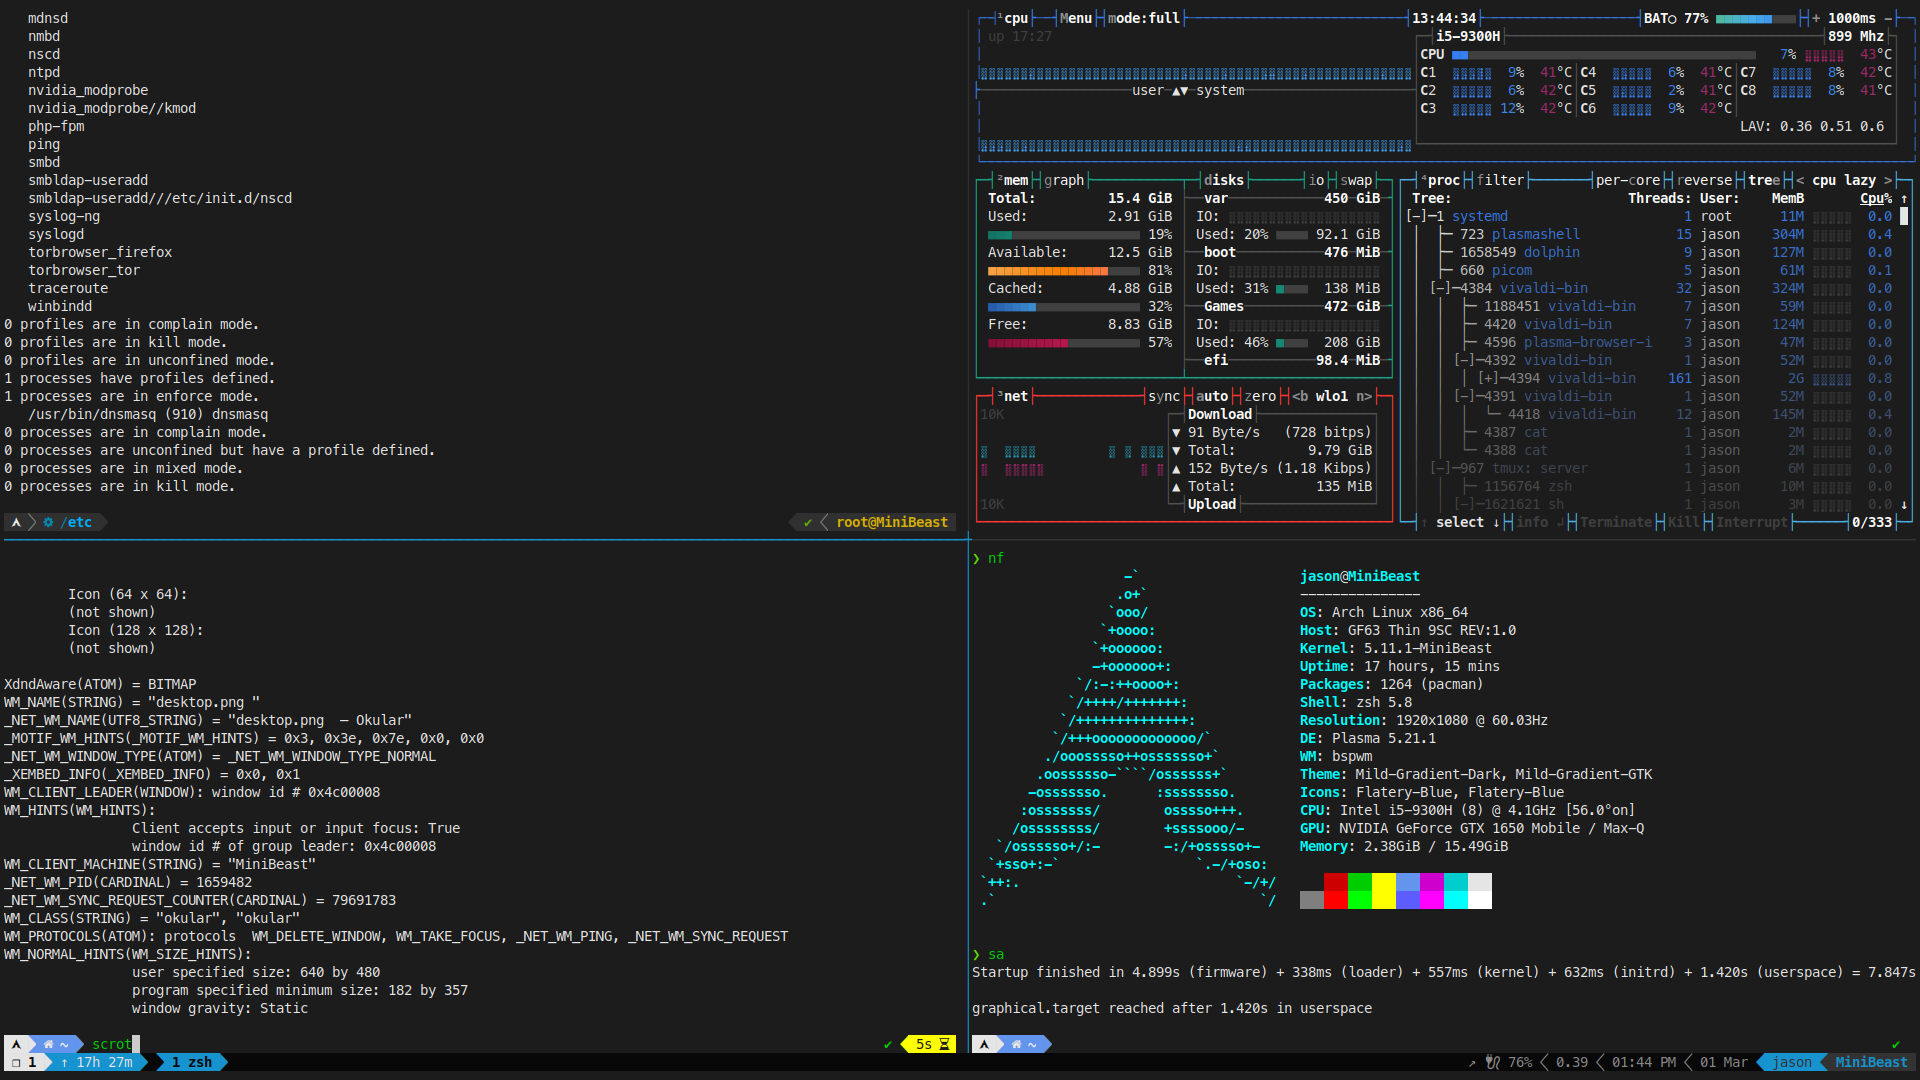 mdnsd
nmbd
nscd
ntpd
nvidia_modprobe
nvidia_modprobe//kmod
php-fpm
ping
smbd
smbldap-useradd
smbldap-useradd///etc/init.d/nscd
syslog-ng
syslogd
torbrowser_firefox
torbrowser_tor
traceroute
winbindd
0 profiles are in complain mode.
0 profiles are in kill mode.
0 profiles are in unconfined mode.
1 processes have profiles defined.
1 processes are in enforce mode.
/usr/bin/dnsmasq (910) dnsmasq
0 processes are in complain mode.
0 processes are unconfined but have a profile defined.
0 processes are in mixed mode.
0 processes are in kill mode.
/etc
✔ root@MiniBeast
¹cpu Menu mode:full 13:44:34 BAT○ 77% + 1000ms -
up 17:27
i5-9300H 899 Mhz
CPU 7% 43°C
C1 9% 41°C C4 6% 41°C C7 8% 42°C
C2 6% 42°C C5 2% 41°C C8 8% 41°C
C3 12% 42°C C6 9% 42°C
LAV: 0.36 0.51 0.6
user ▲▼ system
²mem graph disks io swap
Total: 15.4 GiB
Used: 2.91 GiB
19%
Available: 12.5 GiB
81%
Cached: 4.88 GiB
32%
Free: 8.83 GiB
57%
var 450 GiB
IO:
Used: 20% 92.1 GiB
boot 476 MiB
IO:
Used: 31% 138 MiB
Games 472 GiB
IO:
Used: 46% 208 GiB
efi 98.4 MiB
³net sync auto zero <b wlo1 n>
10K
10K
Download
▼ 91 Byte/s (728 bitps)
▼ Total: 9.79 GiB
▲ 152 Byte/s (1.18 Kibps)
▲ Total: 135 MiB
Upload
⁴proc filter per-core reverse tree < cpu lazy >
Tree: Threads: User: MemB Cpu% ↑
[-]─1 systemd 1 root 11M 0.0
├─ 723 plasmashell 15 jason 304M 0.4
├─ 1658549 dolphin 9 jason 127M 0.0
├─ 660 picom 5 jason 61M 0.1
[-]─4384 vivaldi-bin 32 jason 324M 0.0
├─ 1188451 vivaldi-bin 7 jason 59M 0.0
├─ 4420 vivaldi-bin 7 jason 124M 0.0
├─ 4596 plasma-browser-i 3 jason 47M 0.0
[-]─4392 vivaldi-bin 1 jason 52M 0.0
[+]─4394 vivaldi-bin 161 jason 2G 0.8
[-]─4391 vivaldi-bin 1 jason 52M 0.0
└─ 4418 vivaldi-bin 12 jason 145M 0.4
├─ 4387 cat 1 jason 2M 0.0
├─ 4388 cat 1 jason 2M 0.0
[-]─967 tmux: server 1 jason 6M 0.0
├─ 1156764 zsh 1 jason 10M 0.0
[-]─1621621 sh 1 jason 3M 0.0 ↓
↑ select ↓ info ↲ Terminate Kill Interrupt 0/333
Icon (64 x 64):
(not shown)
Icon (128 x 128):
(not shown)
XdndAware(ATOM) = BITMAP
WM_NAME(STRING) = "desktop.png "
_NET_WM_NAME(UTF8_STRING) = "desktop.png  — Okular"
_MOTIF_WM_HINTS(_MOTIF_WM_HINTS) = 0x3, 0x3e, 0x7e, 0x0, 0x0
_NET_WM_WINDOW_TYPE(ATOM) = _NET_WM_WINDOW_TYPE_NORMAL
_XEMBED_INFO(_XEMBED_INFO) = 0x0, 0x1
WM_CLIENT_LEADER(WINDOW): window id # 0x4c00008
WM_HINTS(WM_HINTS):
Client accepts input or input focus: True
window id # of group leader: 0x4c00008
WM_CLIENT_MACHINE(STRING) = "MiniBeast"
_NET_WM_PID(CARDINAL) = 1659482
_NET_WM_SYNC_REQUEST_COUNTER(CARDINAL) = 79691783
WM_CLASS(STRING) = "okular", "okular"
WM_PROTOCOLS(ATOM): protocols  WM_DELETE_WINDOW, WM_TAKE_FOCUS, _NET_WM_PING, _NET_WM_SYNC_REQUEST
WM_NORMAL_HINTS(WM_SIZE_HINTS):
user specified size: 640 by 480
program specified minimum size: 182 by 357
window gravity: Static
~ scrot ✔ 5s
❯ nf
-`
.o+`
`ooo/
`+oooo:
`+oooooo:
-+oooooo+:
`/:-:++oooo+:
`/++++/+++++++:
`/++++++++++++++:
`/+++ooooooooooooo/`
./ooosssso++osssssso+`
.oossssso-````/ossssss+`
-osssssso. :ssssssso.
:osssssss/ osssso+++.
/ossssssss/ +ssssooo/-
`/ossssso+/:- -:/+osssso+-
`+sso+:-` `.-/+oso:
`++:. `-/+/
.` `/
jason@MiniBeast
---------------
OS: Arch Linux x86_64
Host: GF63 Thin 9SC REV:1.0
Kernel: 5.11.1-MiniBeast
Uptime: 17 hours, 15 mins
Packages: 1264 (pacman)
Shell: zsh 5.8
Resolution: 1920x1080 @ 60.03Hz
DE: Plasma 5.21.1
WM: bspwm
Theme: Mild-Gradient-Dark, Mild-Gradient-GTK
Icons: Flatery-Blue, Flatery-Blue
CPU: Intel i5-9300H (8) @ 4.1GHz [56.0°on]
GPU: NVIDIA GeForce GTX 1650 Mobile / Max-Q
Memory: 2.38GiB / 15.49GiB
❯ sa
Startup finished in 4.899s (firmware) + 338ms (loader) + 557ms (kernel) + 632ms (initrd) + 1.420s (userspace) = 7.847s
graphical.target reached after 1.420s in userspace
~ ✔
❐ 1 ↑ 17h 27m 1 zsh
↗ 76% 0.39 01:44 PM 01 Mar jason MiniBeast